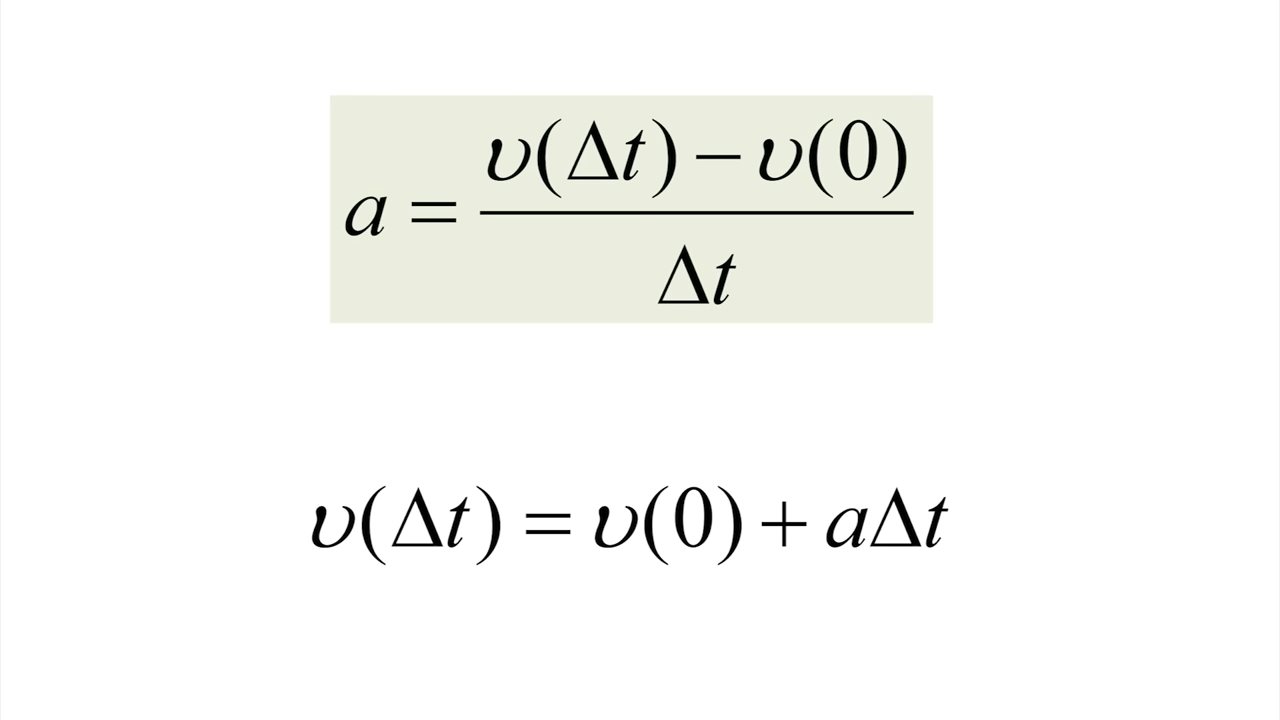 a = υ(Δt) − υ(0) / Δt
υ(Δt) = υ(0) + aΔt